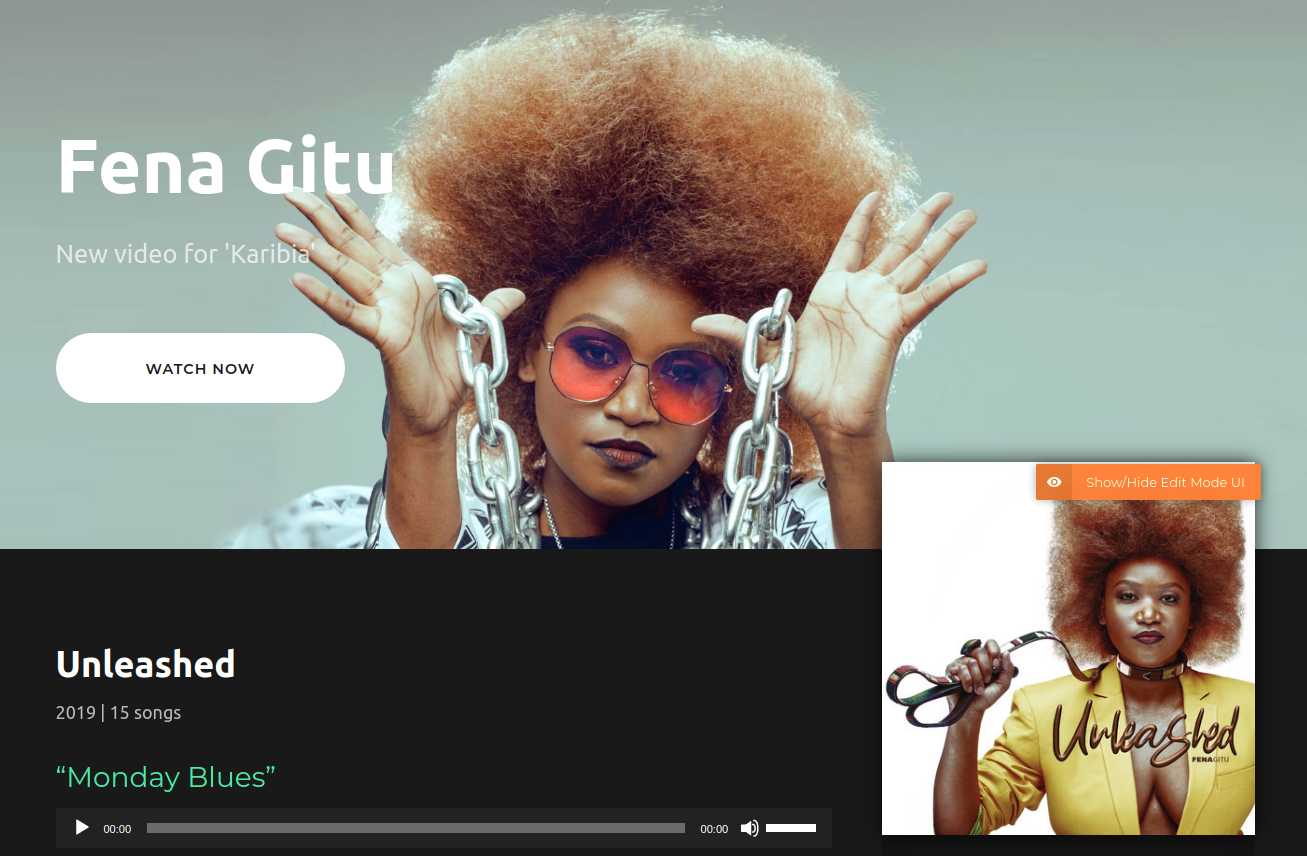 Fena Gitu
New video for 'Karibia'
WATCH NOW
Show/Hide Edit Mode UI
Unleashed
FENAGITU
Unleashed
2019 | 15 songs
“Monday Blues”
00:00 00:00